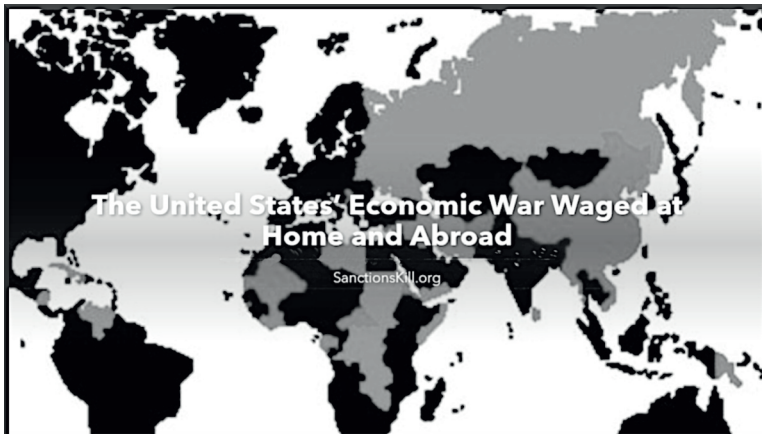 The United States' Economic War Waged at
Home and Abroad
SanctionsKill.org